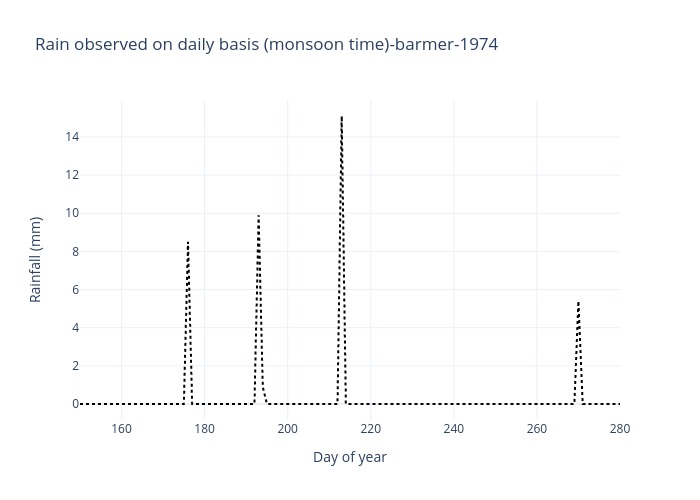 Rain observed on daily basis (monsoon time)-barmer-1974
14
12
10
8
6
4
2
0
Rainfall (mm)
160 180 200 220 240 260 280
Day of year